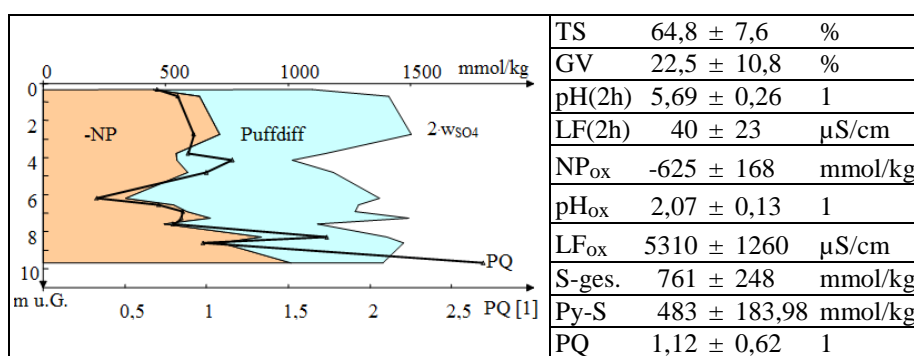 0 500 1000 1500 mmol/kg
0
-NP Puffdiff 2·wSO4
2
4
6
8
PQ
10
m u.G. 0,5 1 1,5 2 2,5 PQ [1]
TS 64,8 ± 7,6 %
GV 22,5 ± 10,8 %
pH(2h) 5,69 ± 0,26 1
LF(2h) 40 ± 23 µS/cm
NPox -625 ± 168 mmol/kg
pHox 2,07 ± 0,13 1
LFox 5310 ± 1260 µS/cm
S-ges. 761 ± 248 mmol/kg
Py-S 483 ± 183,98 mmol/kg
PQ 1,12 ± 0,62 1